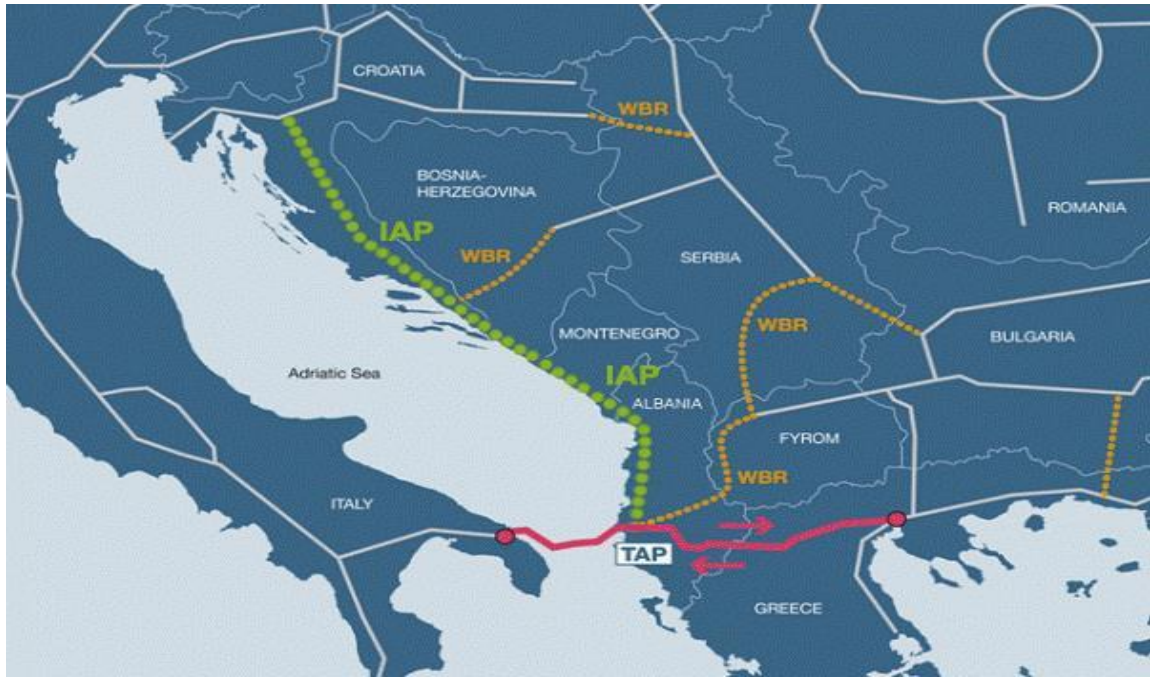 CROATIA
WBR
BOSNIA-
HERZEGOVINA
ROMANIA
IAP
WBR
SERBIA
WBR
MONTENEGRO
BULGARIA
Adriatic Sea
IAP
ALBANIA
FYROM
WBR
ITALY
TAP
GREECE